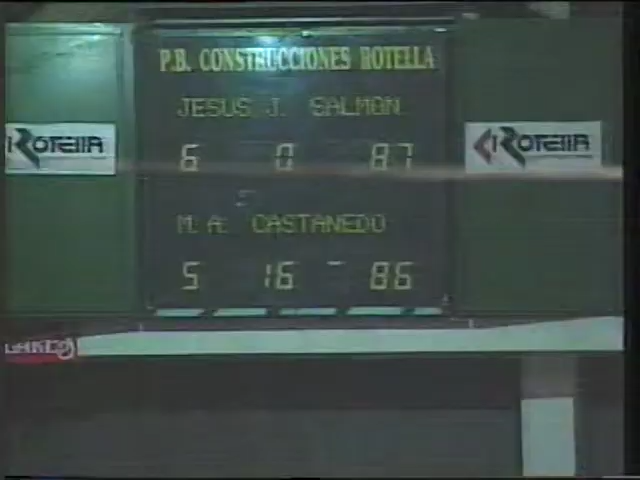 P.B. CONSTRUCCIONES ROTELLA
JESUS J. SALMON
6 0 87
ROTELLA
ROTELLA
M. A. CASTANEDO
5 16 86